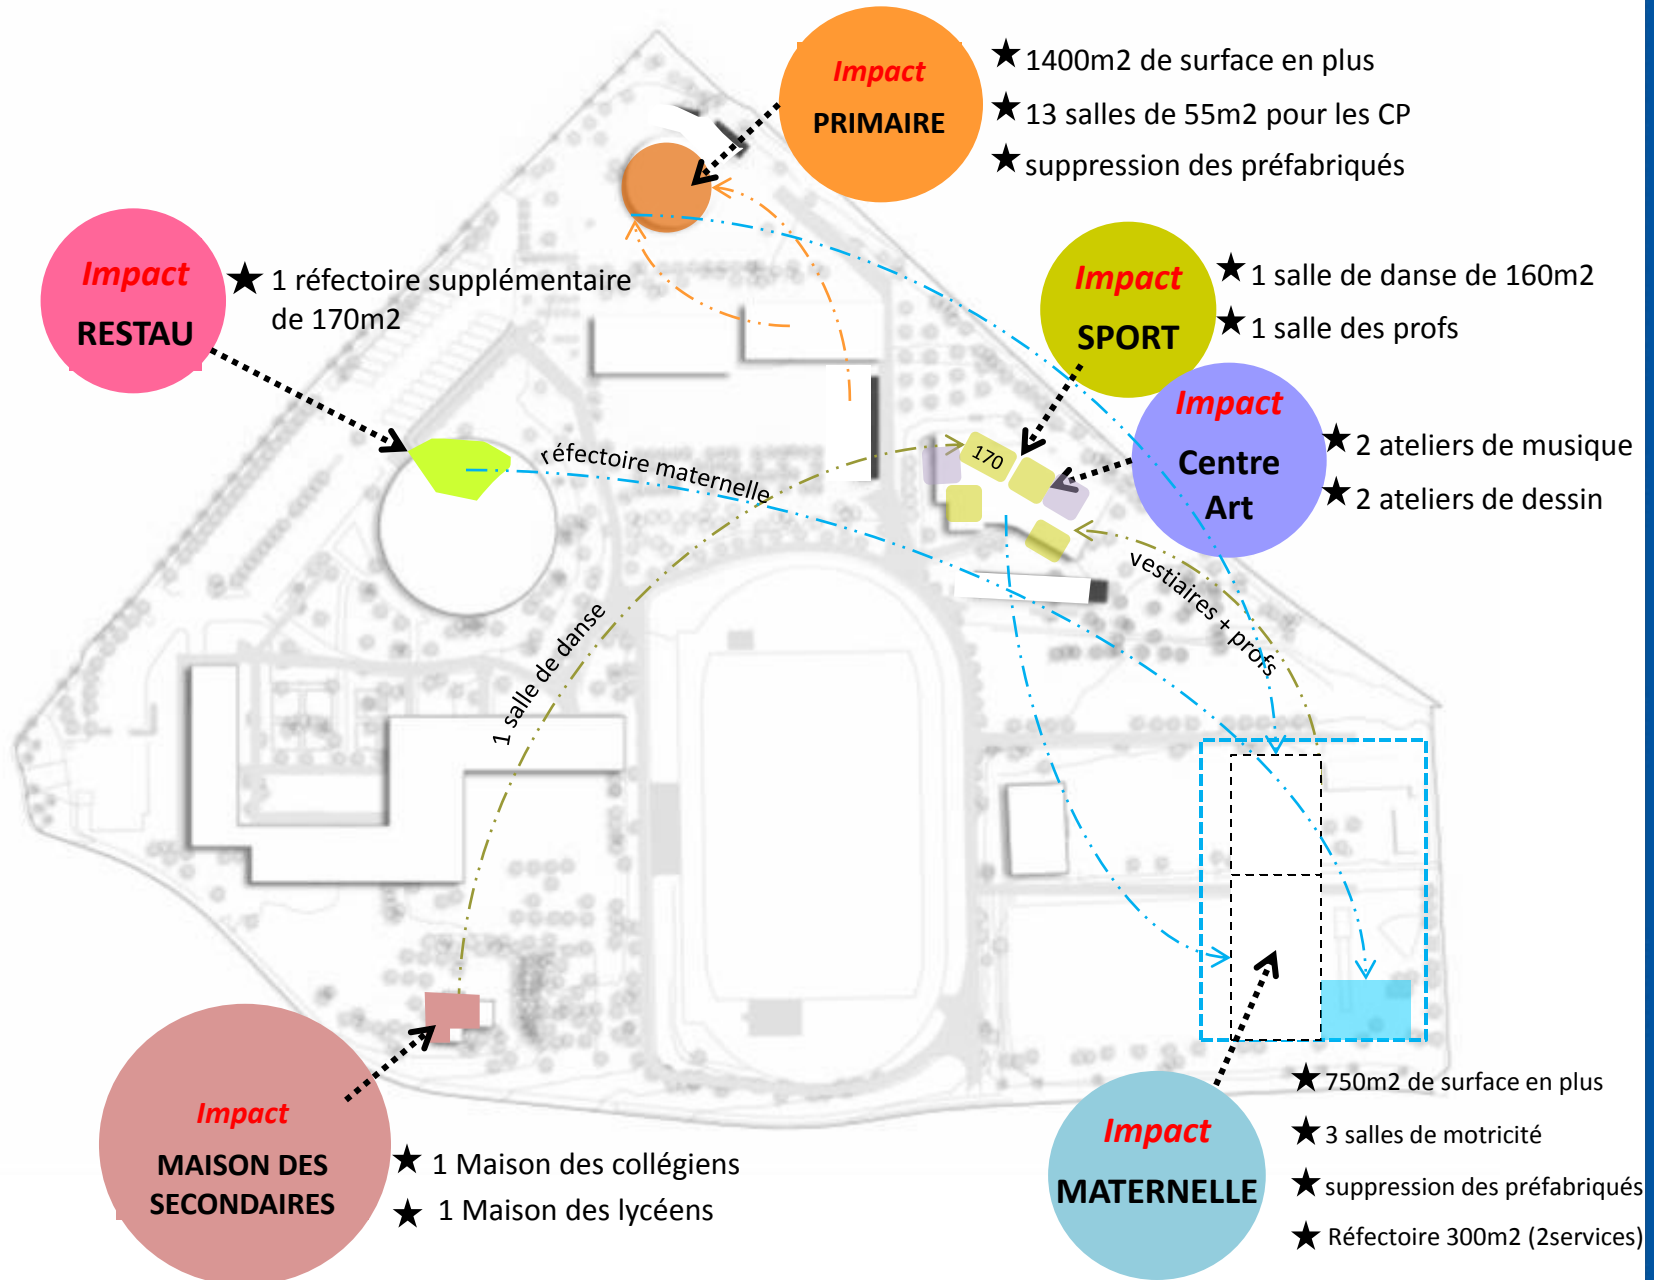 Impact
PRIMAIRE
★ 1400m2 de surface en plus
★ 13 salles de 55m2 pour les CP
★ suppression des préfabriqués
Impact
RESTAU
★ 1 réfectoire supplémentaire
de 170m2
Impact
SPORT
★ 1 salle de danse de 160m2
★ 1 salle des profs
Impact
Centre
Art
★ 2 ateliers de musique
★ 2 ateliers de dessin
réfectoire maternelle
170
1 salle de danse
vestiaires + profs
Impact
MAISON DES
SECONDAIRES
★ 1 Maison des collégiens
★ 1 Maison des lycéens
Impact
MATERNELLE
★ 750m2 de surface en plus
★ 3 salles de motricité
★ suppression des préfabriqués
★ Réfectoire 300m2 (2services)